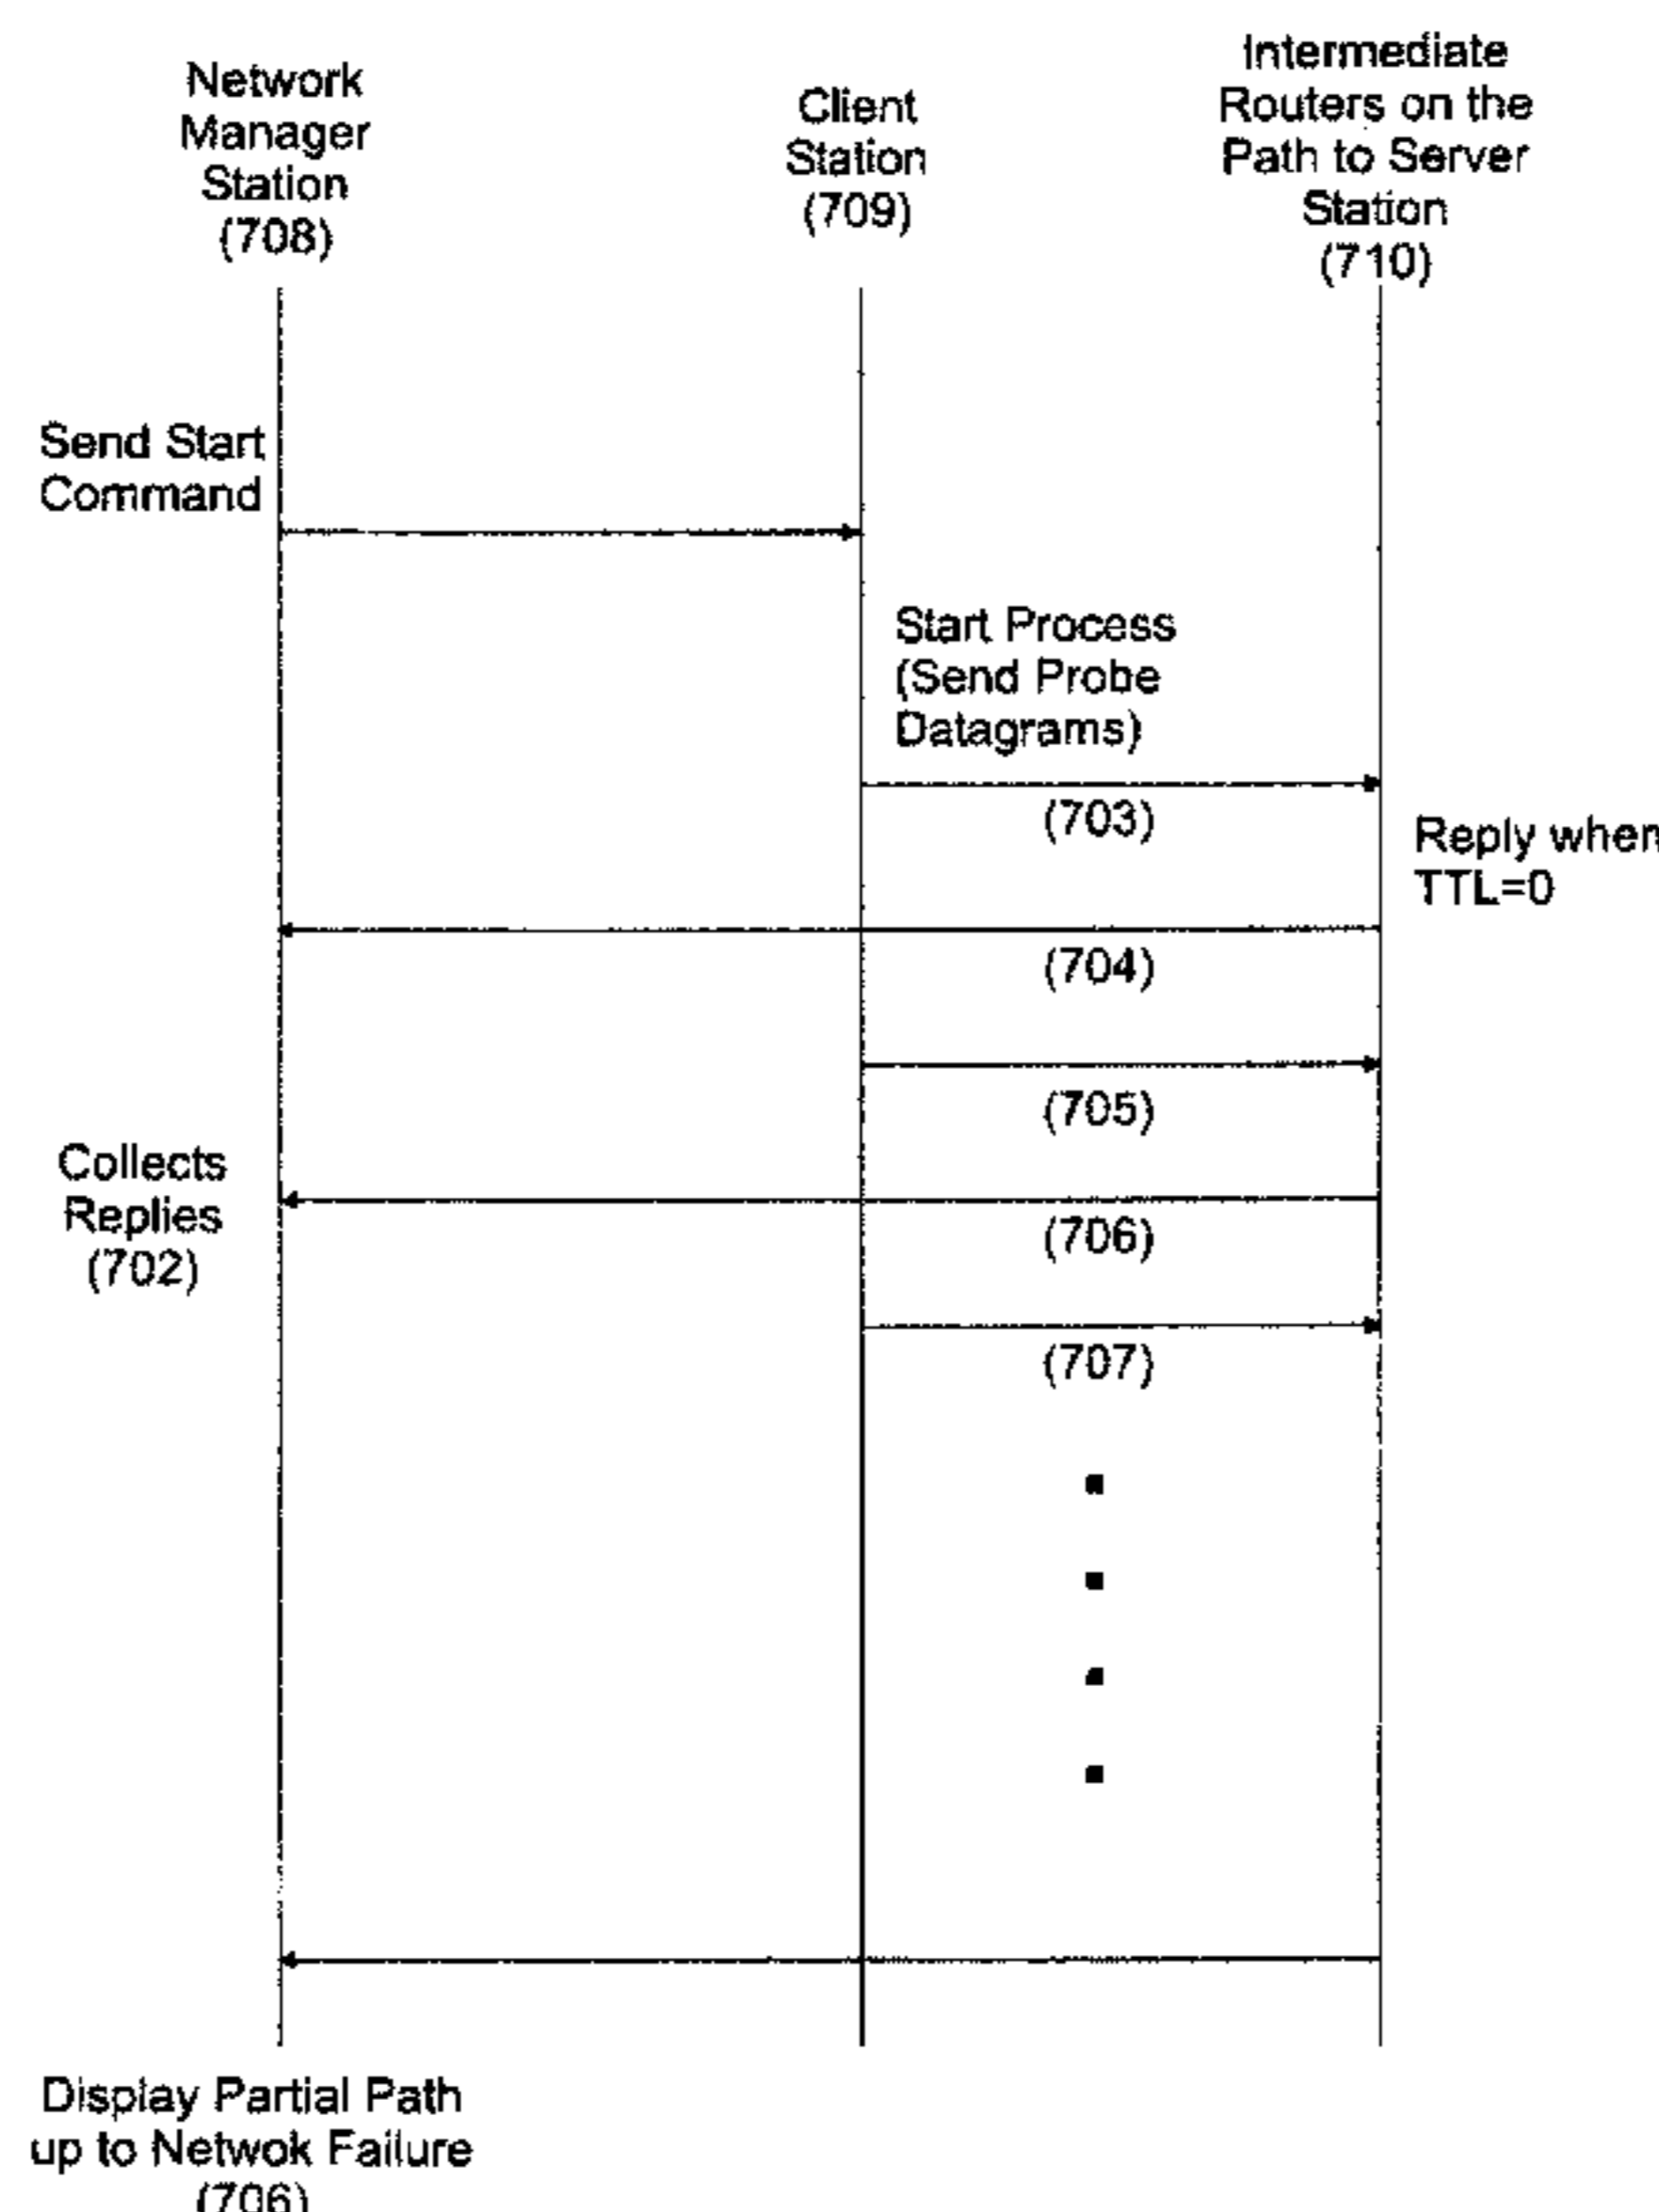 Network
Manager
Station
(708)
Client
Station
(709)
Intermediate
Routers on the
Path to Server
Station
(710)
Send Start
Command
Start Process
(Send Probe
Datagrams)
(703)
Reply when
TTL=0
(704)
(705)
Collects
Replies
(702)
(706)
(707)
Display Partial Path
up to Netwok Failure
(706)